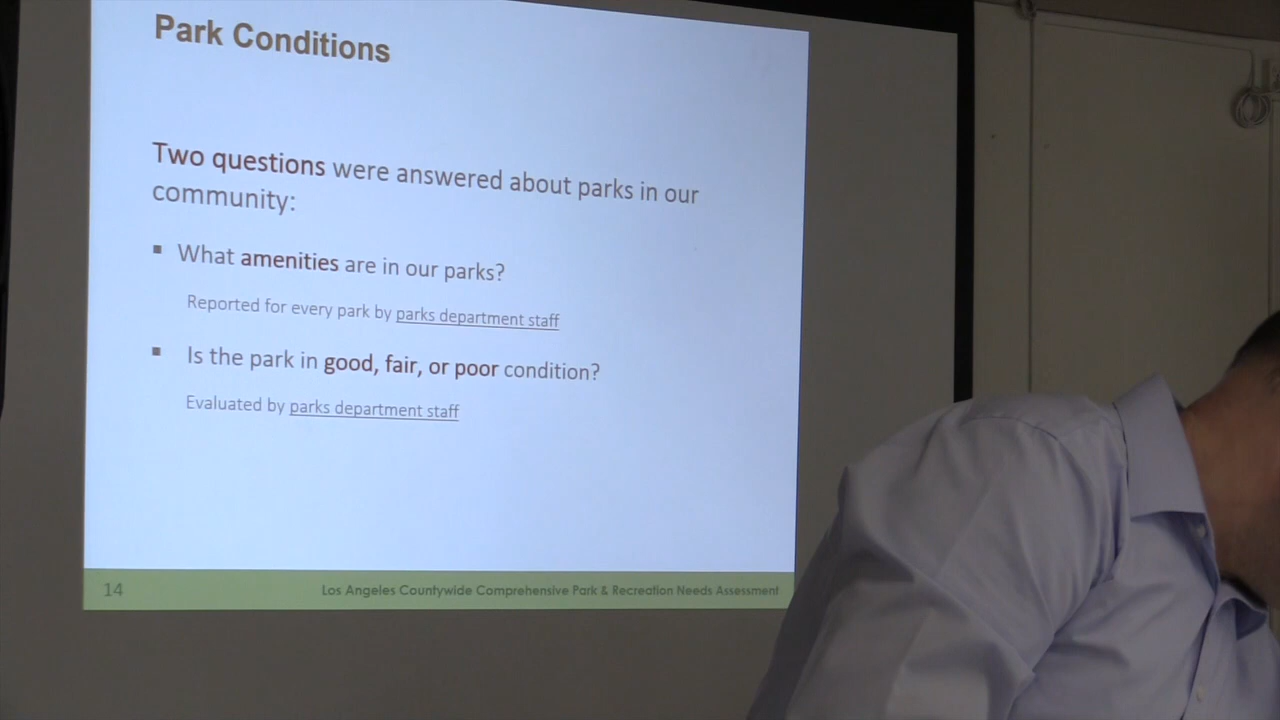 Park Conditions
Two questions were answered about parks in our
community:
▪ What amenities are in our parks?
Reported for every park by parks department staff
▪ Is the park in good, fair, or poor condition?
Evaluated by parks department staff
14
Los Angeles Countywide Comprehensive Park & Recreation Needs Assessment